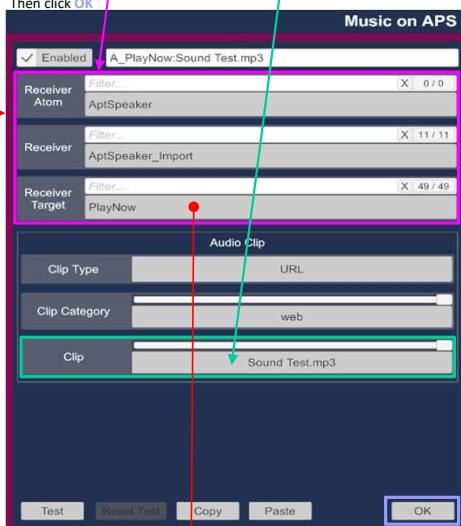 Then click OK
Music on APS
Enabled
A_PlayNow:Sound Test.mp3
Receiver Atom
Filter...
X 0 / 0
AptSpeaker
Receiver
Filter...
X 11 / 11
AptSpeaker_Import
Receiver Target
Filter...
X 49 / 49
PlayNow
Audio Clip
Clip Type
URL
Clip Category
web
Clip
Sound Test.mp3
Test
Reset Test
Copy
Paste
OK